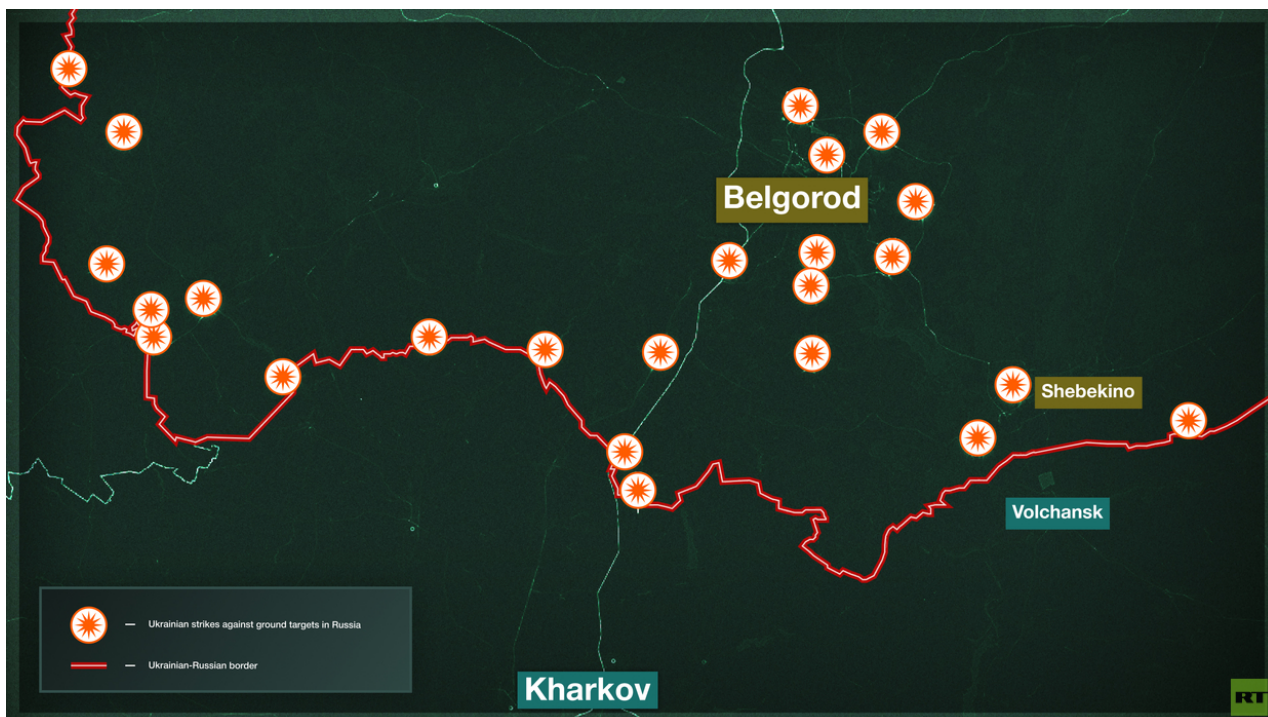 Belgorod
Shebekino
Volchansk
— Ukrainian strikes against ground targets in Russia
— Ukrainian-Russian border
Kharkov
RT